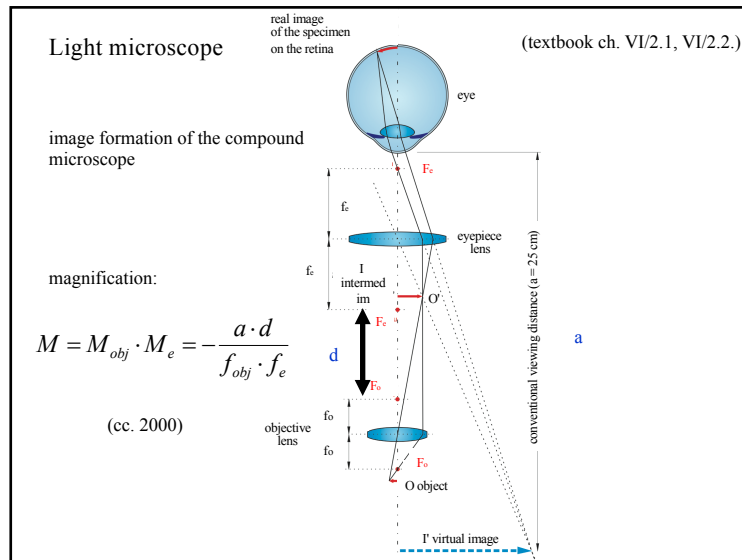 Light microscope
(textbook ch. VI/2.1, VI/2.2.)
real image
of the specimen
on the retina
eye
image formation of the compound
microscope
Fe
fe
eyepiece
lens
fe
I
intermed
im
O'
Fe
magnification:
M = Mobj · Me = − a · d / fobj · fe
(cc. 2000)
d
a
conventional viewing distance (a = 25 cm)
Fo
fo
objective
lens
fo
Fo
O object
I' virtual image